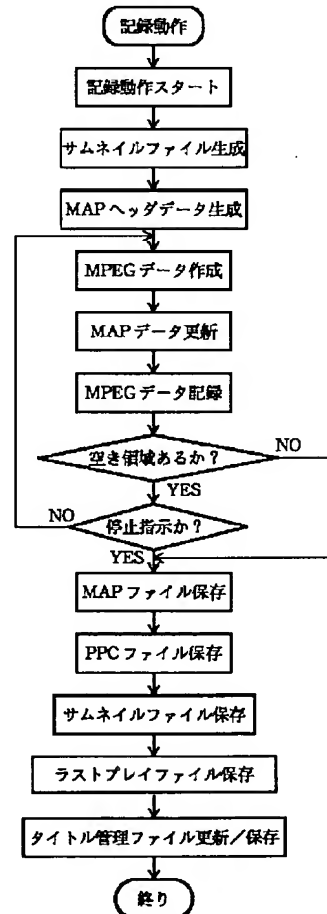 記録動作
記録動作スタート
サムネイルファイル生成
MAPヘッダデータ生成
MPEGデータ作成
MAPデータ更新
MPEGデータ記録
空き領域あるか？
NO
YES
NO
停止指示か？
YES
MAPファイル保存
PPCファイル保存
サムネイルファイル保存
ラストプレイファイル保存
タイトル管理ファイル更新／保存
終り